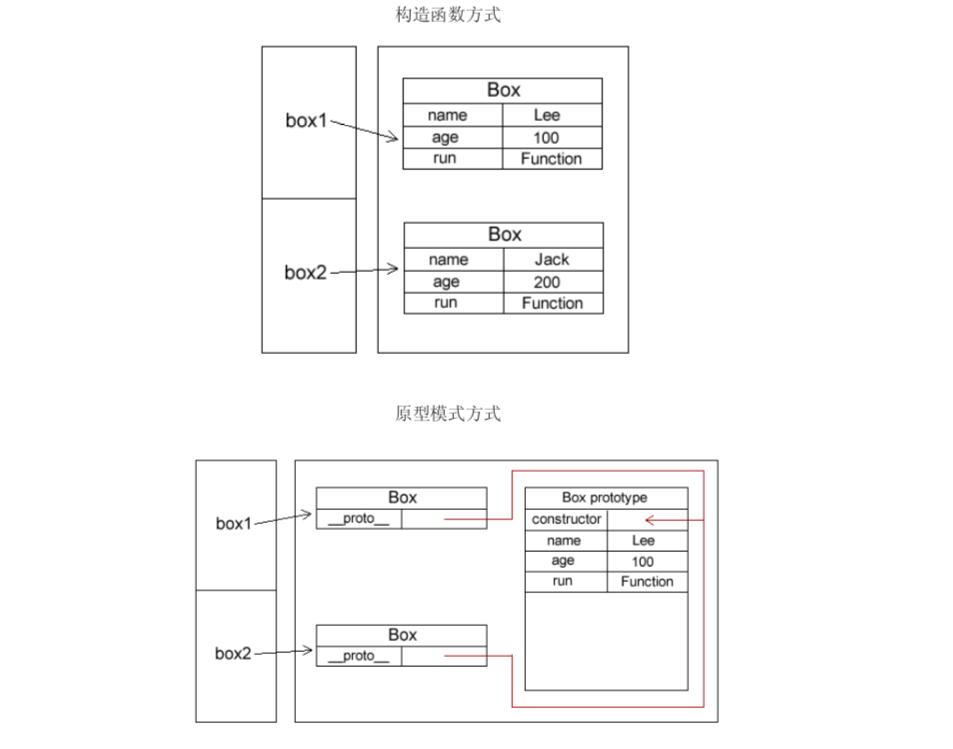 构造函数方式
Box
box1
name Lee
age 100
run Function
Box
box2
name Jack
age 200
run Function
原型模式方式
Box
__proto__
box1
Box prototype
constructor
name Lee
age 100
run Function
Box
__proto__
box2